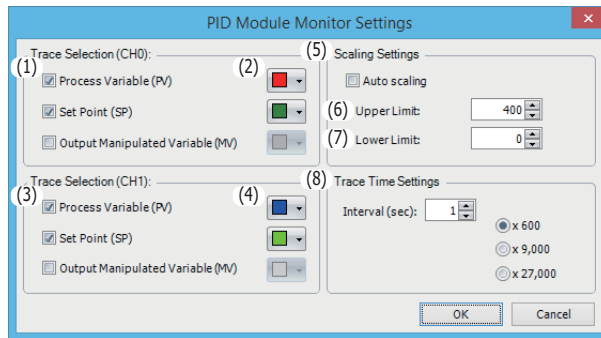 PID Module Monitor Settings
Trace Selection (CH0):
(1)
Process Variable (PV)
(2)
Set Point (SP)
Output Manipulated Variable (MV)
Trace Selection (CH1):
(3)
Process Variable (PV)
(4)
Set Point (SP)
Output Manipulated Variable (MV)
(5)
Scaling Settings
Auto scaling
(6) Upper Limit: 400
(7) Lower Limit: 0
(8)
Trace Time Settings
Interval (sec): 1
x 600
x 9,000
x 27,000
OK Cancel